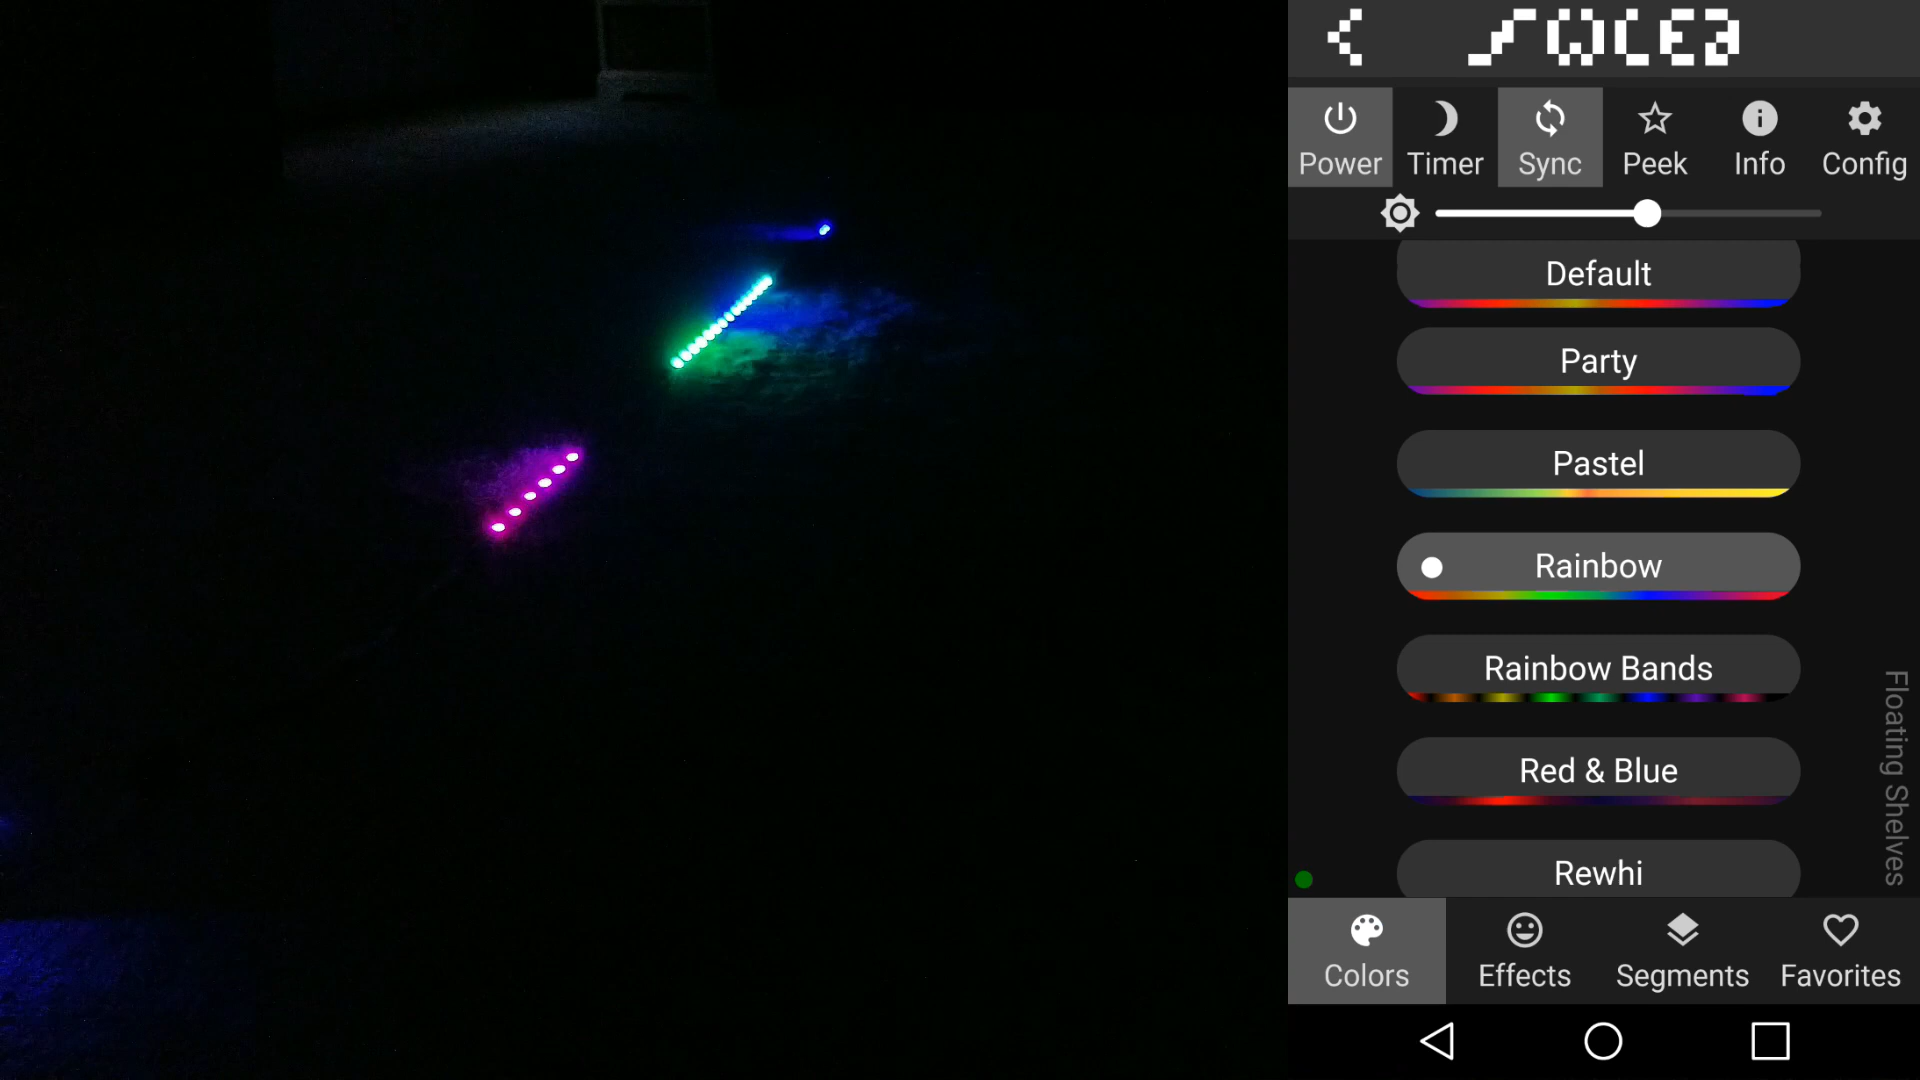 Power
Timer
Sync
Peek
Info
Config
Default
Party
Pastel
Rainbow
Rainbow Bands
Red & Blue
Rewhi
Floating Shelves
Colors
Effects
Segments
Favorites